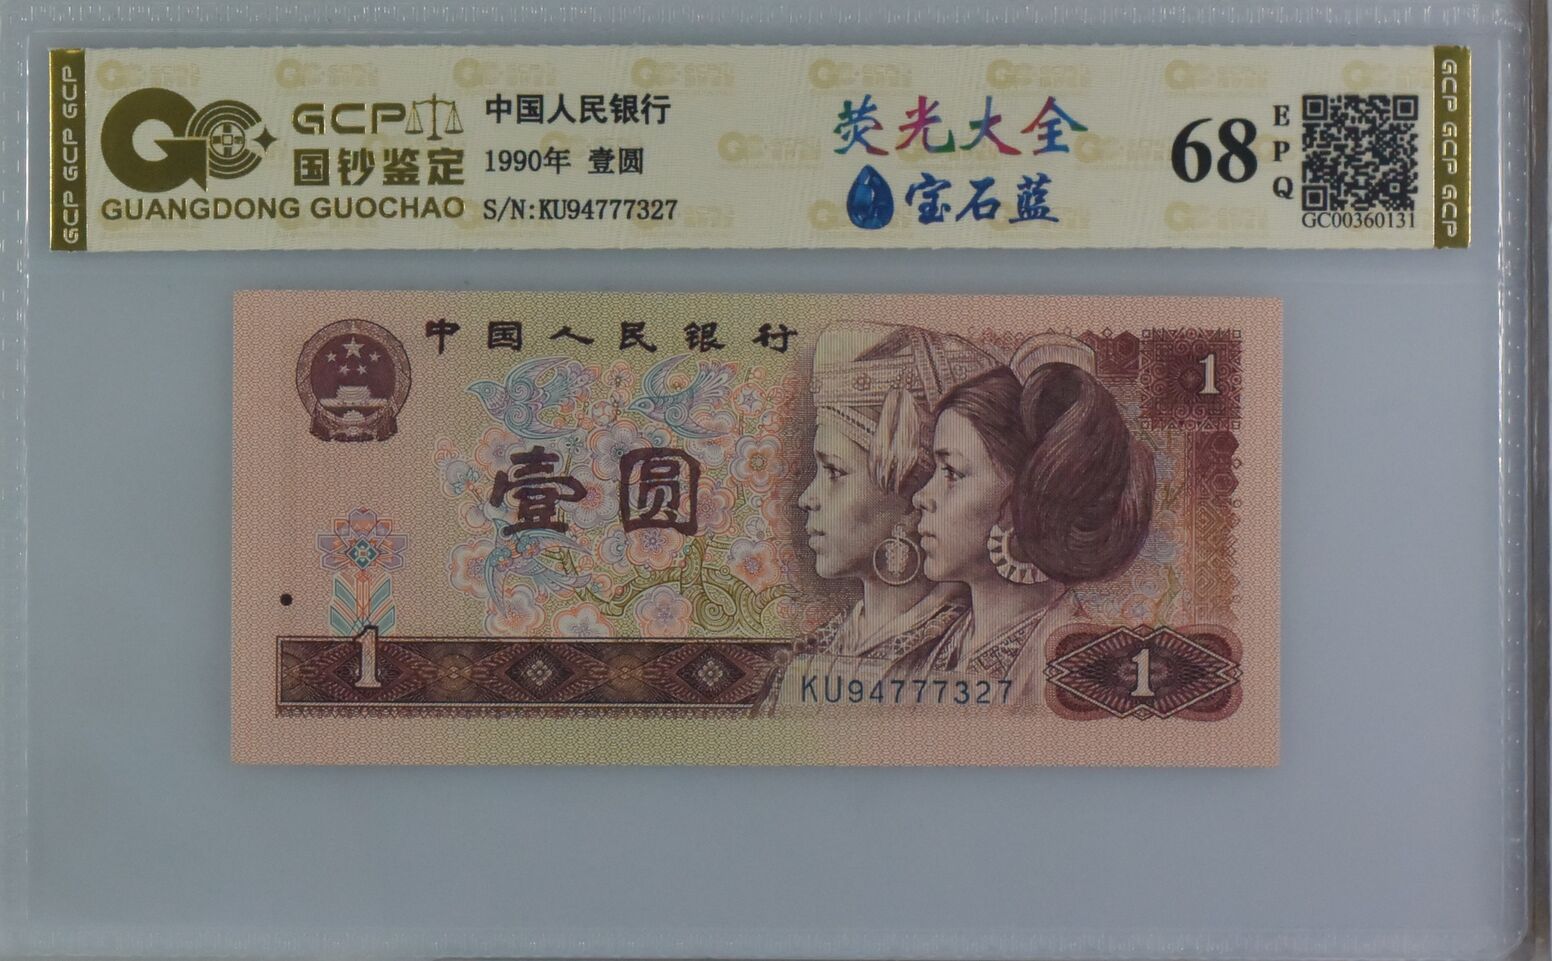 GCP GCP GCP
GCP
国钞鉴定
GUANGDONG GUOCHAO
中国人民银行
1990年 壹圆
S/N:KU94777327
荧光大全
宝石蓝
68
EPQ
GC00360131
GCP GCP GCP
中国人民银行
1
壹圆
1
KU94777327
1